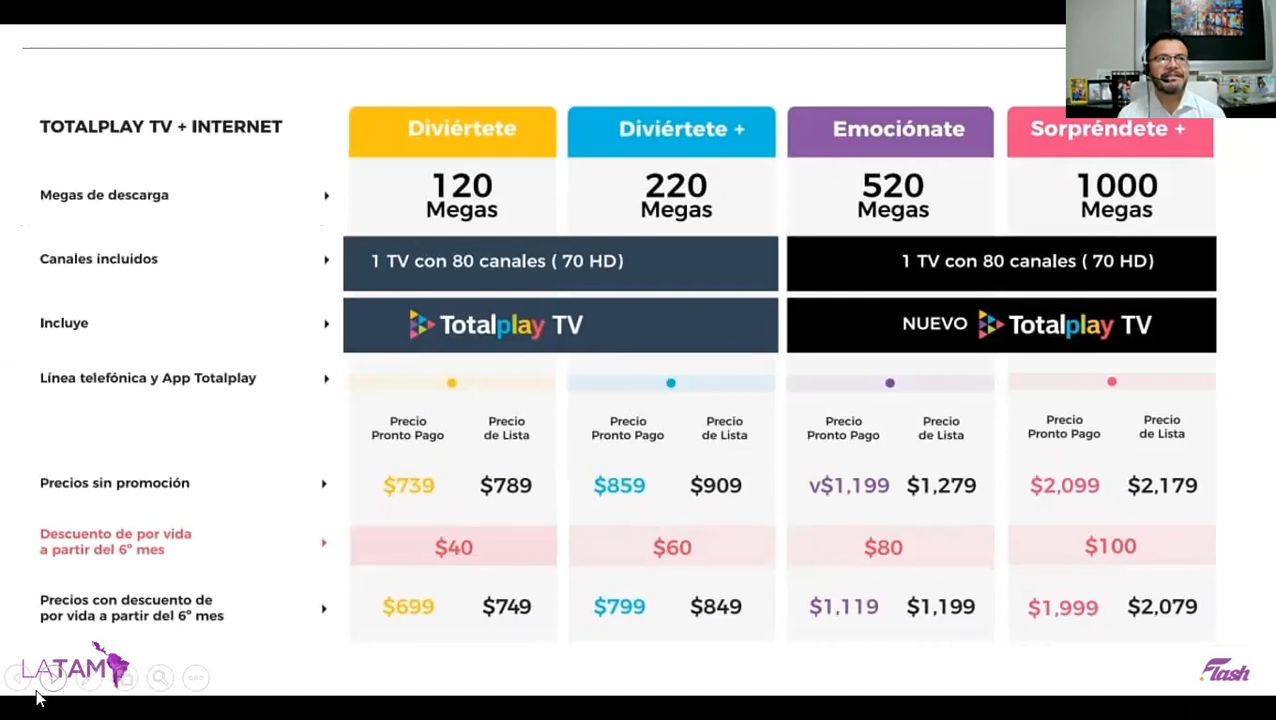 TOTALPLAY TV + INTERNET
Diviértete
Diviértete +
Emociónate
Sorpréndete +
Megas de descarga
120
Megas
220
Megas
520
Megas
1000
Megas
Canales incluidos
1 TV con 80 canales ( 70 HD)
1 TV con 80 canales ( 70 HD)
Incluye
Totalplay TV
NUEVO Totalplay TV
Línea telefónica y App Totalplay
Precio
Pronto Pago
Precio
de Lista
Precio
Pronto Pago
Precio
de Lista
Precio
Pronto Pago
Precio
de Lista
Precio
Pronto Pago
Precio
de Lista
Precios sin promoción
$739
$789
$859
$909
v$1,199
$1,279
$2,099
$2,179
Descuento de por vida
a partir del 6º mes
$40
$60
$80
$100
Precios con descuento de
por vida a partir del 6º mes
$699
$749
$799
$849
$1,119
$1,199
$1,999
$2,079
LATAM
Flash